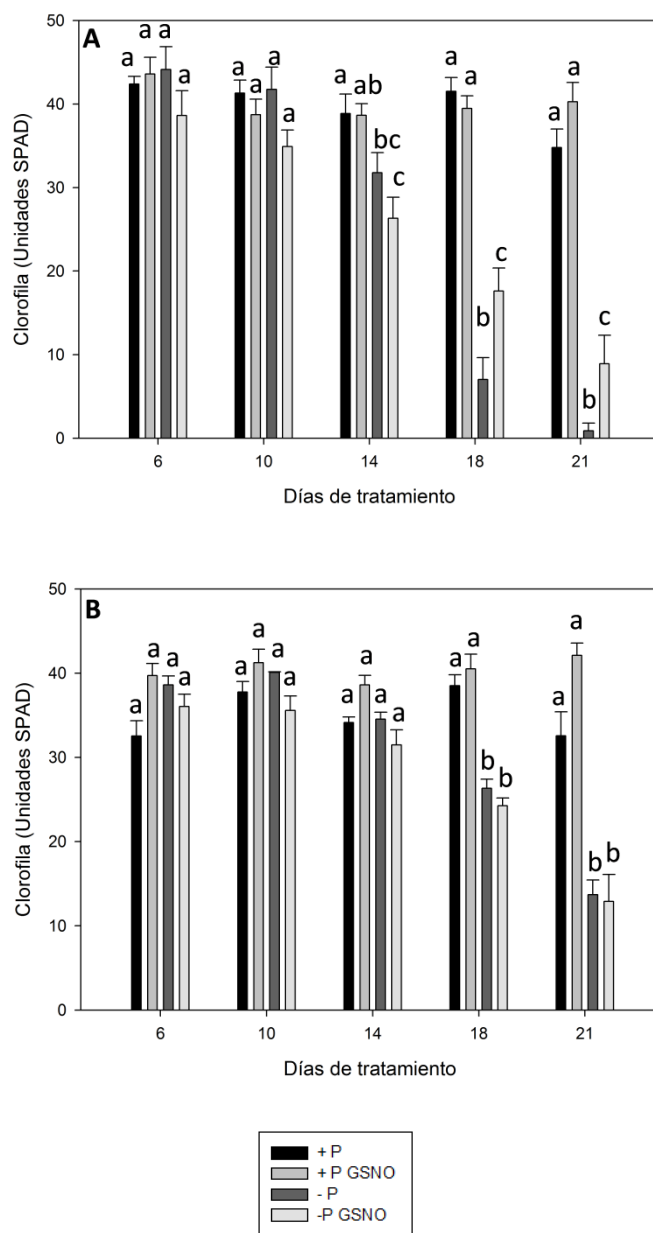 A
50
40
30
20
10
0
Clorofila (Unidades SPAD)
a a a a
a a a a
a ab bc c
a a b c
a a b c
6 10 14 18 21
Días de tratamiento
B
50
40
30
20
10
0
Clorofila (Unidades SPAD)
a a a a
a a a a
a a a a
a a b b
a a b b
6 10 14 18 21
Días de tratamiento
+ P
+ P GSNO
- P
-P GSNO